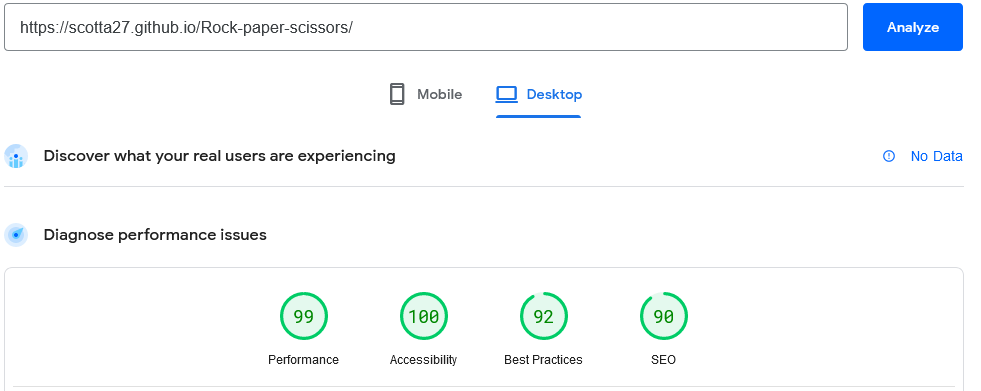 https://scotta27.github.io/Rock-paper-scissors/
Analyze
Mobile
Desktop
Discover what your real users are experiencing
No Data
Diagnose performance issues
99
100
92
90
Performance
Accessibility
Best Practices
SEO